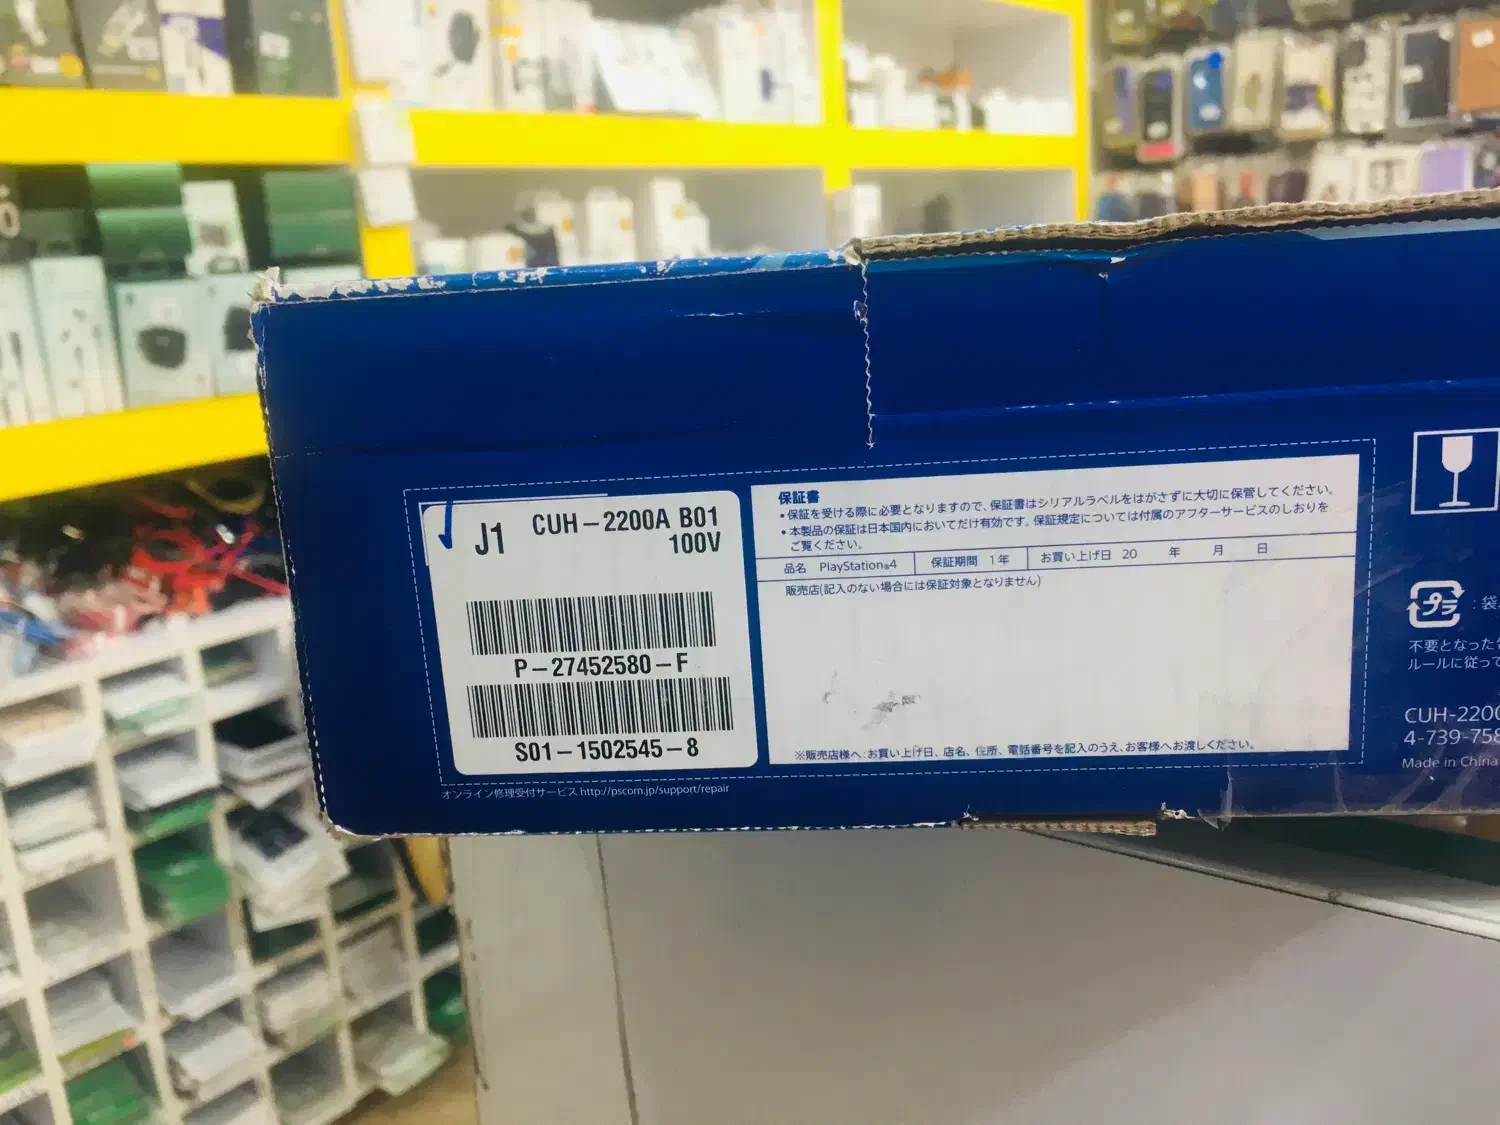 J1
CUH-2200A B01
100V
P-27452580-F
S01-1502545-8
オンライン修理受付サービス http://pscom.jp/support/repair
保証書
•保証を受ける際に必要となりますので、保証書はシリアルラベルをはがさずに大切に保管してください。
•本製品の保証は日本国内においてだけ有効です。保証規定については付属のアフターサービスのしおりを
ご覧ください。
品名 PlayStation®4 保証期間 1年 お買い上げ日 20 年 月 日
販売店(記入のない場合には保証対象となりません)
※販売店様へ:お買い上げ日、店名、住所、電話番号を記入のうえ、お客様へお渡しください。
プラ
:袋
不要となった
ルールに従って
CUH-2200
4-739-758
Made in China